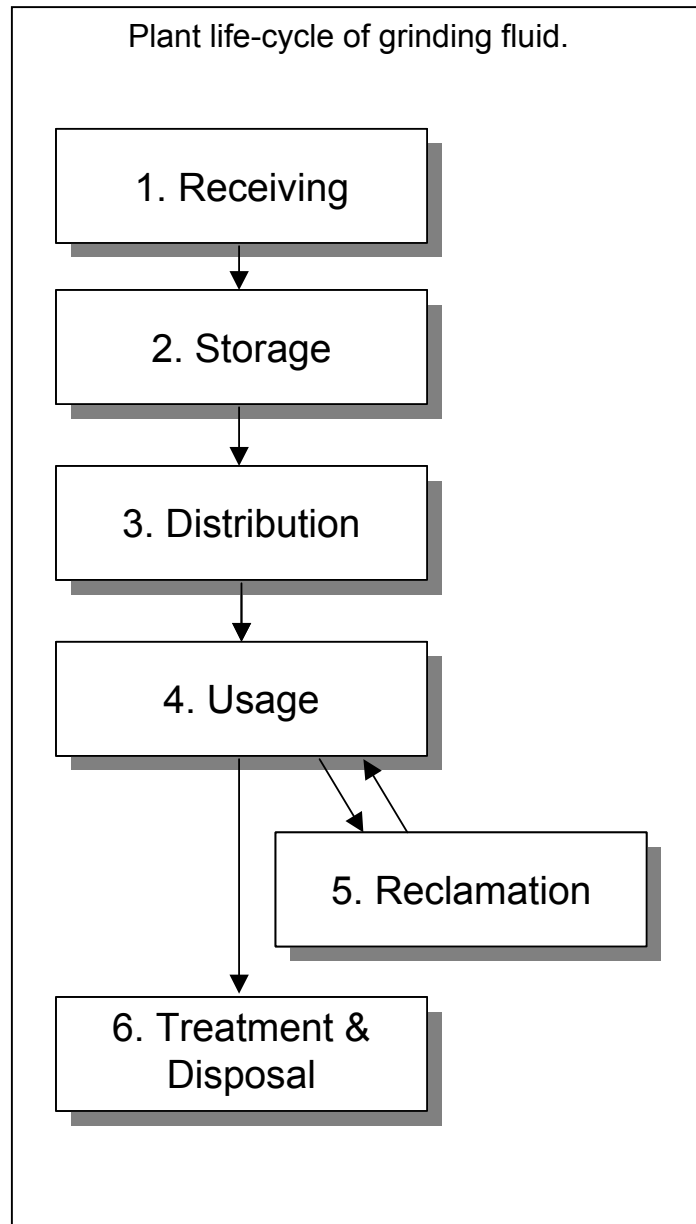 Plant life-cycle of grinding fluid.
1. Receiving
2. Storage
3. Distribution
4. Usage
5. Reclamation
6. Treatment &
Disposal